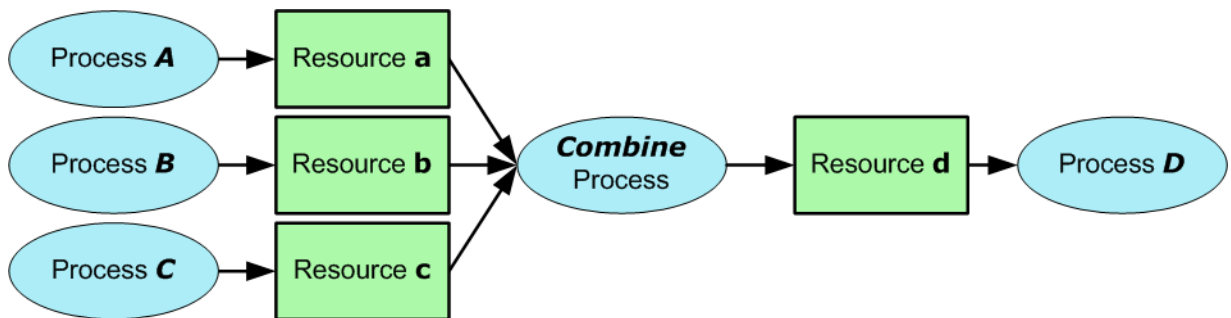 Process A
Resource a
Process B
Resource b
Combine
Process
Resource d
Process D
Process C
Resource c